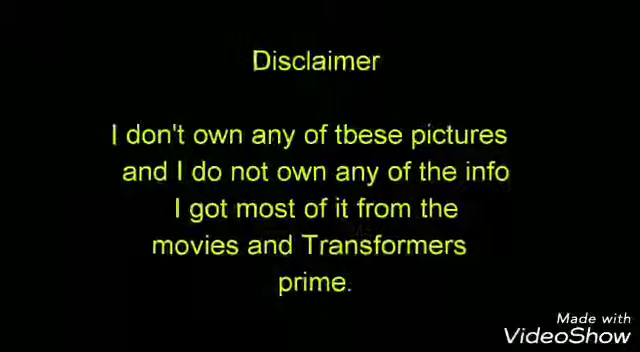 Disclaimer
I don't own any of tbese pictures
and I do not own any of the info
I got most of it from the
movies and Transformers
prime.
Made with
VideoShow